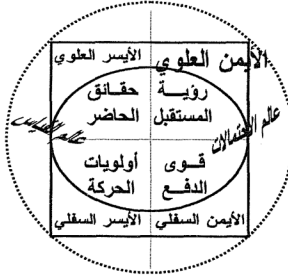 الأيمن العلوي الأيسر العلوي
رؤية حقائق
المستقبل الحاضر
عالم الاحتمالات عالم القياس
قوى أولويات
الدفع الحركة
الأيمن السفلي الأيسر السفلي